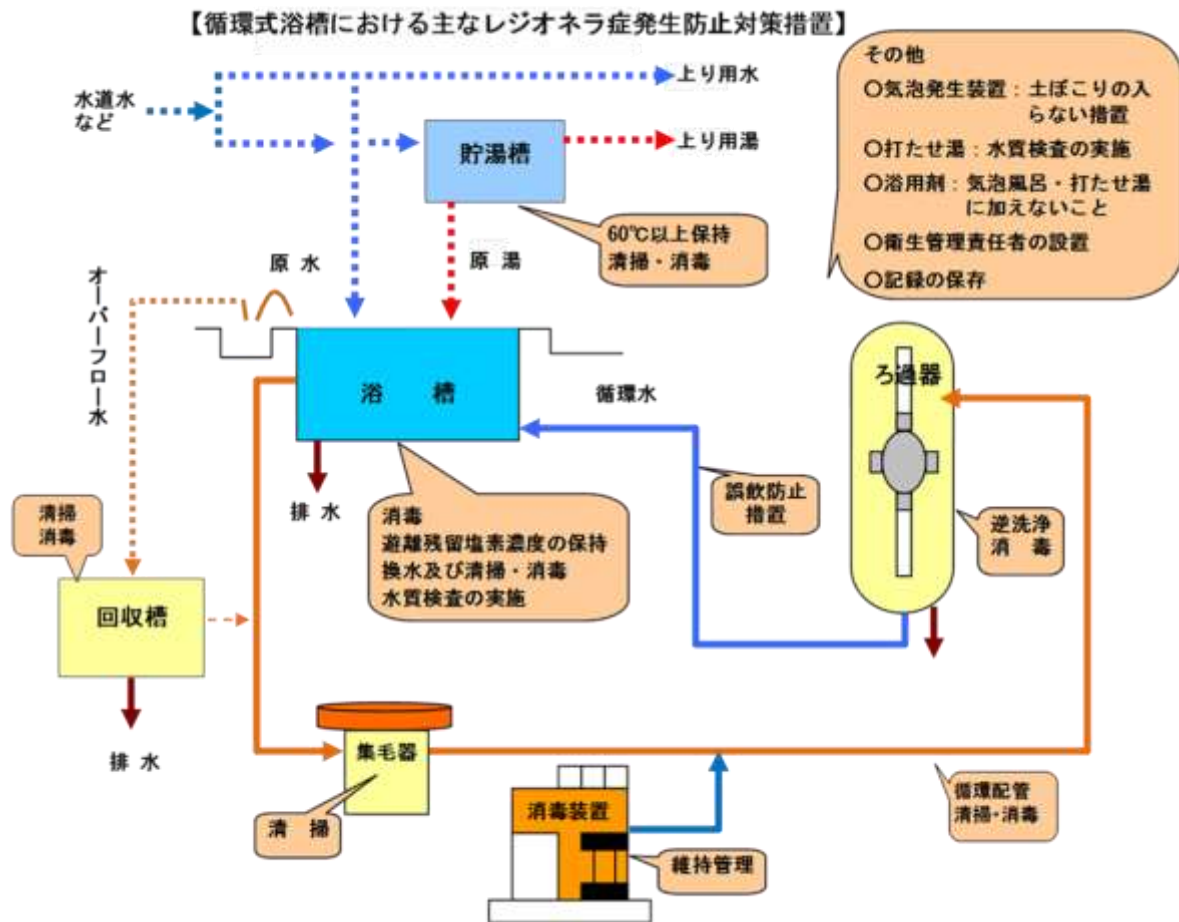 【循環式浴槽における主なレジオネラ症発生防止対策措置】
上り用水
水道水
など
貯湯槽
上り用湯
60℃以上保持
清掃・消毒
原 水
原 湯
その他
〇気泡発生装置：土ぼこりの入
らない措置
〇打たせ湯：水質検査の実施
〇浴用剤：気泡風呂・打たせ湯
に加えないこと
〇衛生管理責任者の設置
〇記録の保存
オーバーフロー水
浴 槽
循環水
ろ過器
排 水
消毒
遊離残留塩素濃度の保持
換水及び清掃・消毒
水質検査の実施
誤飲防止
措置
逆洗浄
消 毒
清掃
消毒
回収槽
排 水
集毛器
清 掃
消毒装置
維持管理
循環配管
清掃・消毒